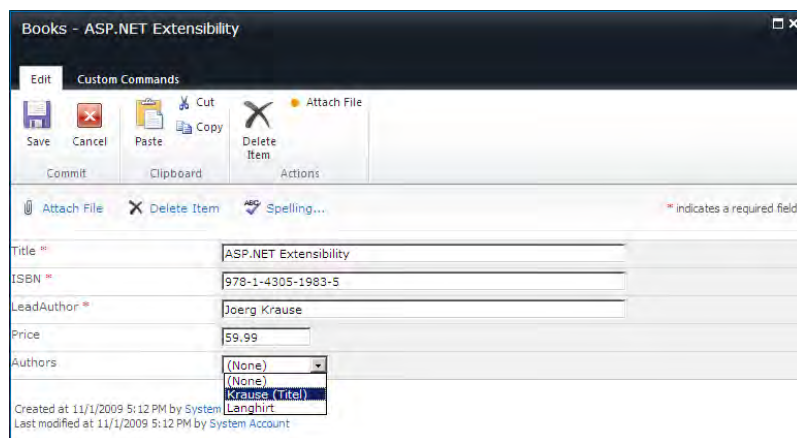 Books - ASP.NET Extensibility
Edit Custom Commands
Save
Cancel
Paste
Cut
Copy
Delete Item
Attach File
Commit Clipboard Actions
Attach File Delete Item ABC Spelling... * indicates a required field
Title * ASP.NET Extensibility
ISBN * 978-1-4305-1983-5
LeadAuthor * Joerg Krause
Price 59.99
Authors (None)
(None)
Krause (Titel)
Langhirt
Created at 11/1/2009 5:12 PM by System
Last modified at 11/1/2009 5:12 PM by System Account